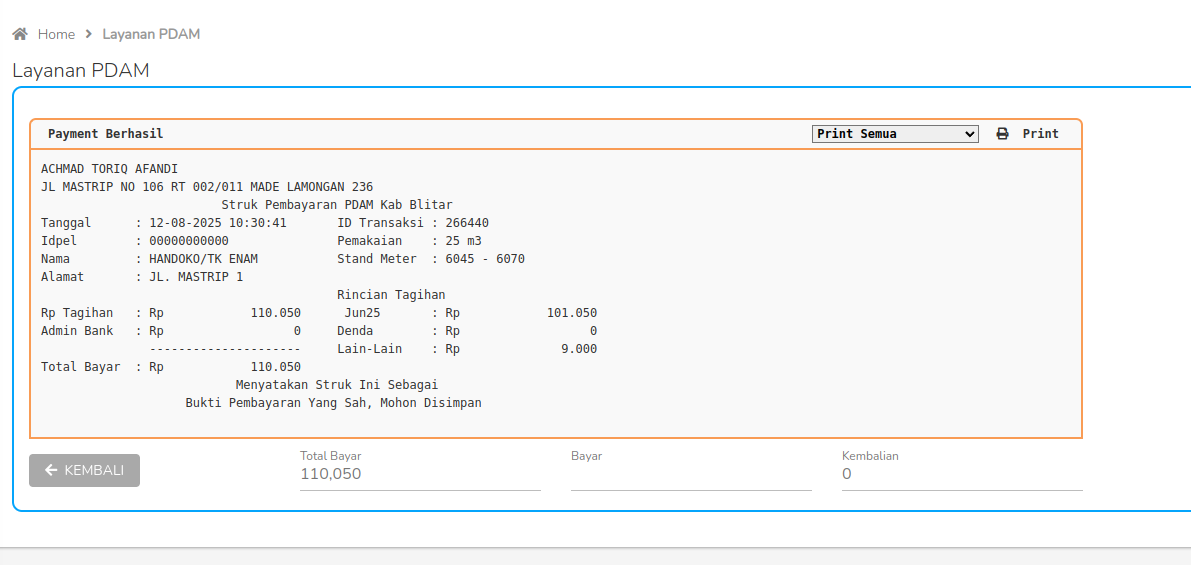 Home > Layanan PDAM
Layanan PDAM
Payment Berhasil Print Semua Print
ACHMAD TORIQ AFANDI
JL MASTRIP NO 106 RT 002/011 MADE LAMONGAN 236
Struk Pembayaran PDAM Kab Blitar
Tanggal : 12-08-2025 10:30:41 ID Transaksi : 266440
Idpel : 00000000000 Pemakaian : 25 m3
Nama : HANDOKO/TK ENAM Stand Meter : 6045 - 6070
Alamat : JL. MASTRIP 1
Rincian Tagihan
Rp Tagihan : Rp 110.050 Jun25 : Rp 101.050
Admin Bank : Rp 0 Denda : Rp 0
--------------------- Lain-Lain : Rp 9.000
Total Bayar : Rp 110.050
Menyatakan Struk Ini Sebagai
Bukti Pembayaran Yang Sah, Mohon Disimpan
KEMBALI
Total Bayar Bayar Kembalian
110,050 0